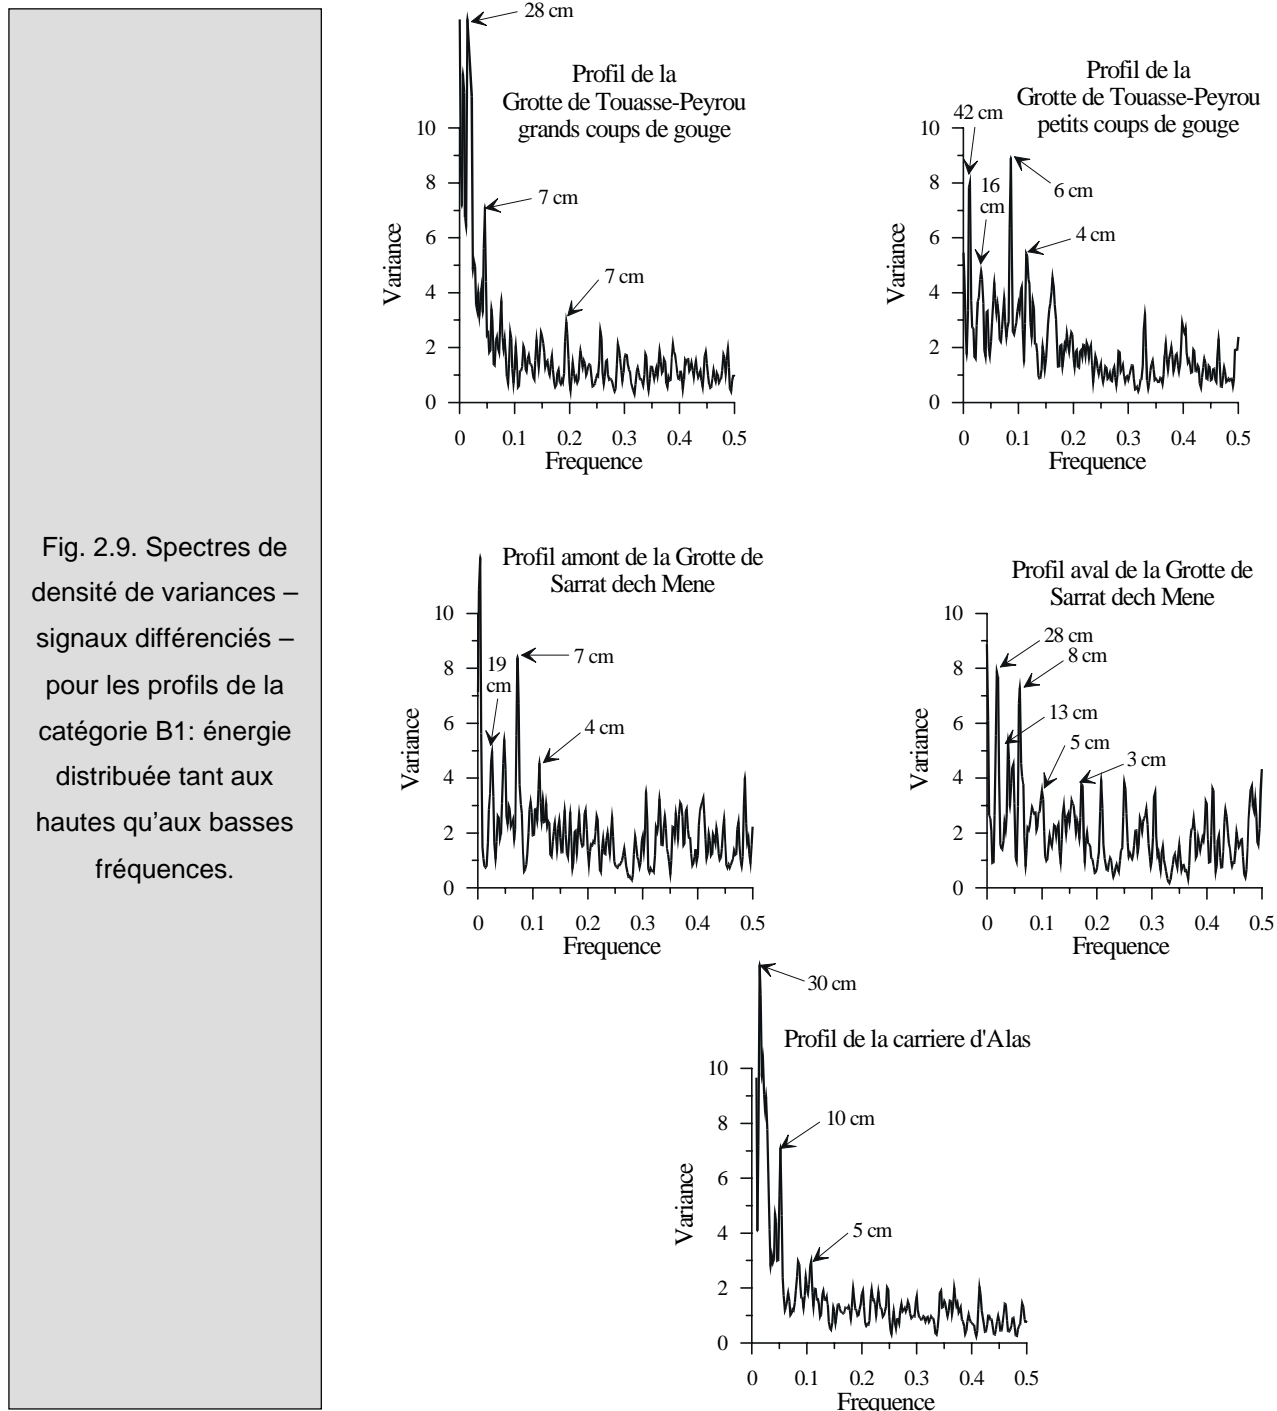 Fig. 2.9. Spectres de
densité de variances –
signaux différenciés –
pour les profils de la
catégorie B1: énergie
distribuée tant aux
hautes qu'aux basses
fréquences.
28 cm
Profil de la
Grotte de Touasse-Peyrou
grands coups de gouge
10
8
6
4
2
0
Variance
7 cm
7 cm
0 0.1 0.2 0.3 0.4 0.5
Frequence
Profil de la
Grotte de Touasse-Peyrou
petits coups de gouge
42 cm
10
8
6
4
2
0
Variance
16
cm
6 cm
4 cm
0 0.1 0.2 0.3 0.4 0.5
Frequence
Profil amont de la Grotte de
Sarrat dech Mene
10
8
6
4
2
0
Variance
19
cm
7 cm
4 cm
0 0.1 0.2 0.3 0.4 0.5
Frequence
Profil aval de la Grotte de
Sarrat dech Mene
10
8
6
4
2
0
Variance
28 cm
8 cm
13 cm
5 cm
3 cm
0 0.1 0.2 0.3 0.4 0.5
Frequence
30 cm
Profil de la carriere d'Alas
10
8
6
4
2
0
Variance
10 cm
5 cm
0 0.1 0.2 0.3 0.4 0.5
Frequence